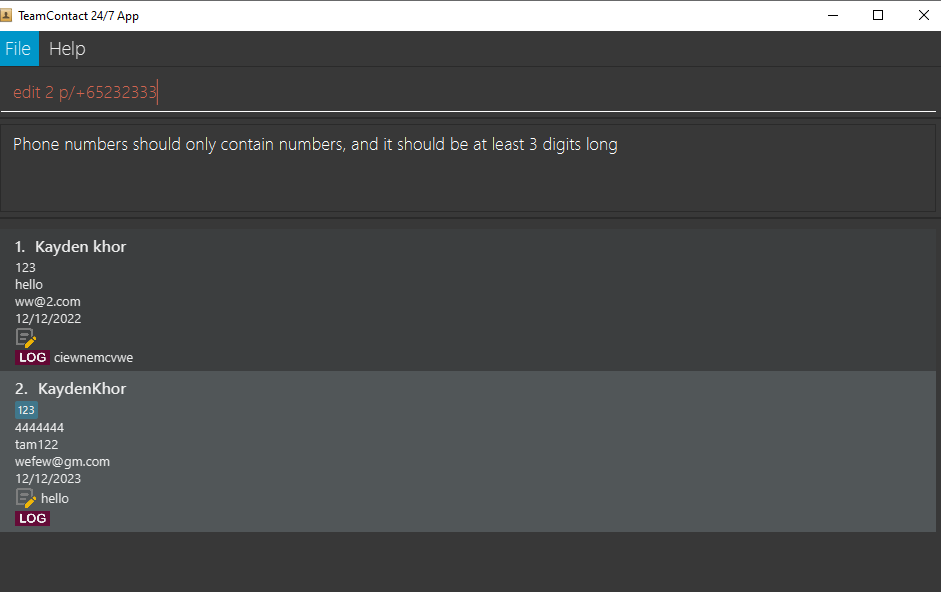 TeamContact 24/7 App
File Help
edit 2 p/+65232333
Phone numbers should only contain numbers, and it should be at least 3 digits long
1. Kayden khor
123
hello
ww@2.com
12/12/2022
LOG ciewnemcvwe
2. KaydenKhor
123
4444444
tam122
wefew@gm.com
12/12/2023
hello
LOG